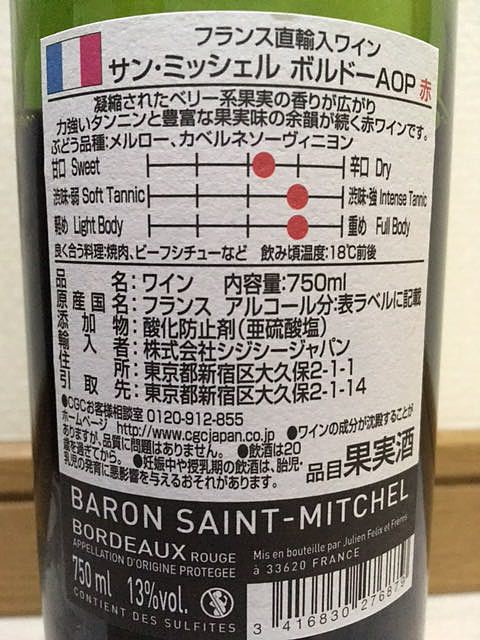 フランス直輸入ワイン
サン・ミッシェル ボルドーAOP 赤
凝縮されたベリー系果実の香りが広がり
力強いタンニンと豊富な果実味の余韻が続く赤ワインです。
ぶどう品種:メルロー、カベルネソーヴィニヨン
甘口 Sweet 辛口 Dry
渋味・弱 Soft Tannic 渋味・強 Intense Tannic
軽め Light Body 重め Full Body
良く合う料理:焼肉、ビーフシチューなど 飲み頃温度:18℃前後
品名:ワイン 内容量:750ml
原産国名:フランス アルコール分:表ラベルに記載
添加物:酸化防止剤(亜硫酸塩)
輸入者:株式会社シジシージャパン
住所:東京都新宿区大久保2-1-1
引取先:東京都新宿区大久保2-1-14
●CGCお客様相談室 0120-912-855
ホームページ http://www.cgcjapan.co.jp ●ワインの成分が沈殿することが
ありますが、品質に問題はありません。●飲酒は20
歳を過ぎてから。●妊娠中や授乳期の飲酒は、胎児・
乳児の発育に悪影響を与えるおそれがあります。
品目 果実酒
BARON SAINT-MITCHEL
BORDEAUX ROUGE
APPELLATION D'ORIGINE PROTEGEE
Mis en bouteille par Julien Felix et Frères
à 33620 FRANCE
750 ml 13%vol.
CONTIENT DES SULFITES
3 416830 276879